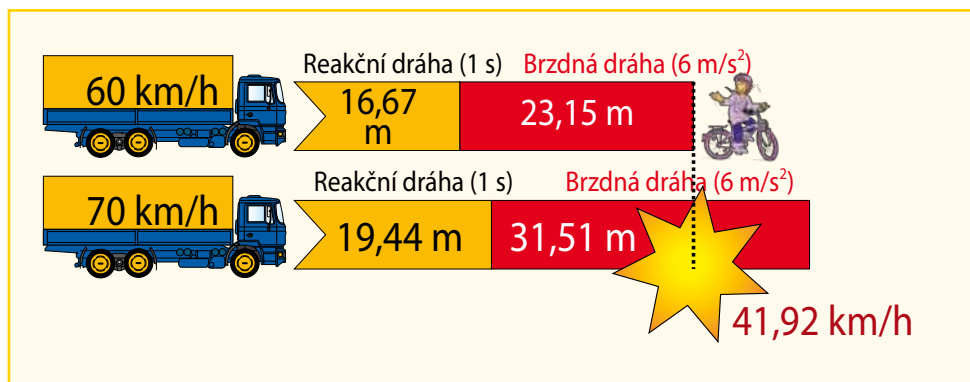 Reakční dráha (1 s) Brzdná dráha (6 m/s²)
60 km/h
16,67
m
23,15 m
Reakční dráha (1 s) Brzdná dráha (6 m/s²)
70 km/h
19,44 m
31,51 m
41,92 km/h